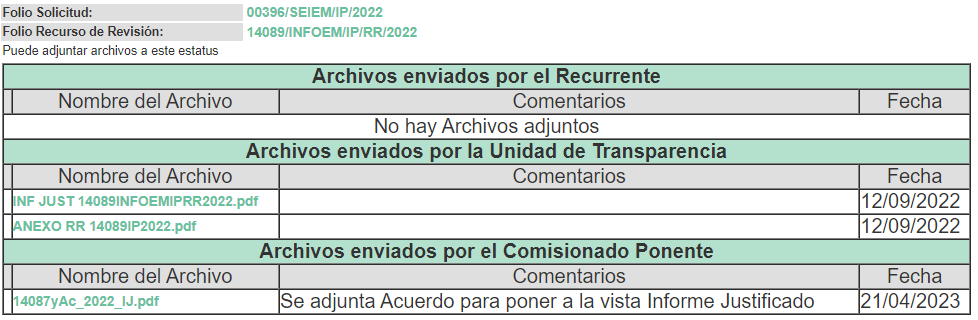 Folio Solicitud: 00396/SEIEM/IP/2022
Folio Recurso de Revisión: 14089/INFOEM/IP/RR/2022
Puede adjuntar archivos a este estatus
Archivos enviados por el Recurrente
Nombre del Archivo Comentarios Fecha
No hay Archivos adjuntos
Archivos enviados por la Unidad de Transparencia
Nombre del Archivo Comentarios Fecha
INF JUST 14089INFOEMIPRR2022.pdf 12/09/2022
ANEXO RR 14089IP2022.pdf 12/09/2022
Archivos enviados por el Comisionado Ponente
Nombre del Archivo Comentarios Fecha
14087yAc_2022_IJ.pdf Se adjunta Acuerdo para poner a la vista Informe Justificado 21/04/2023